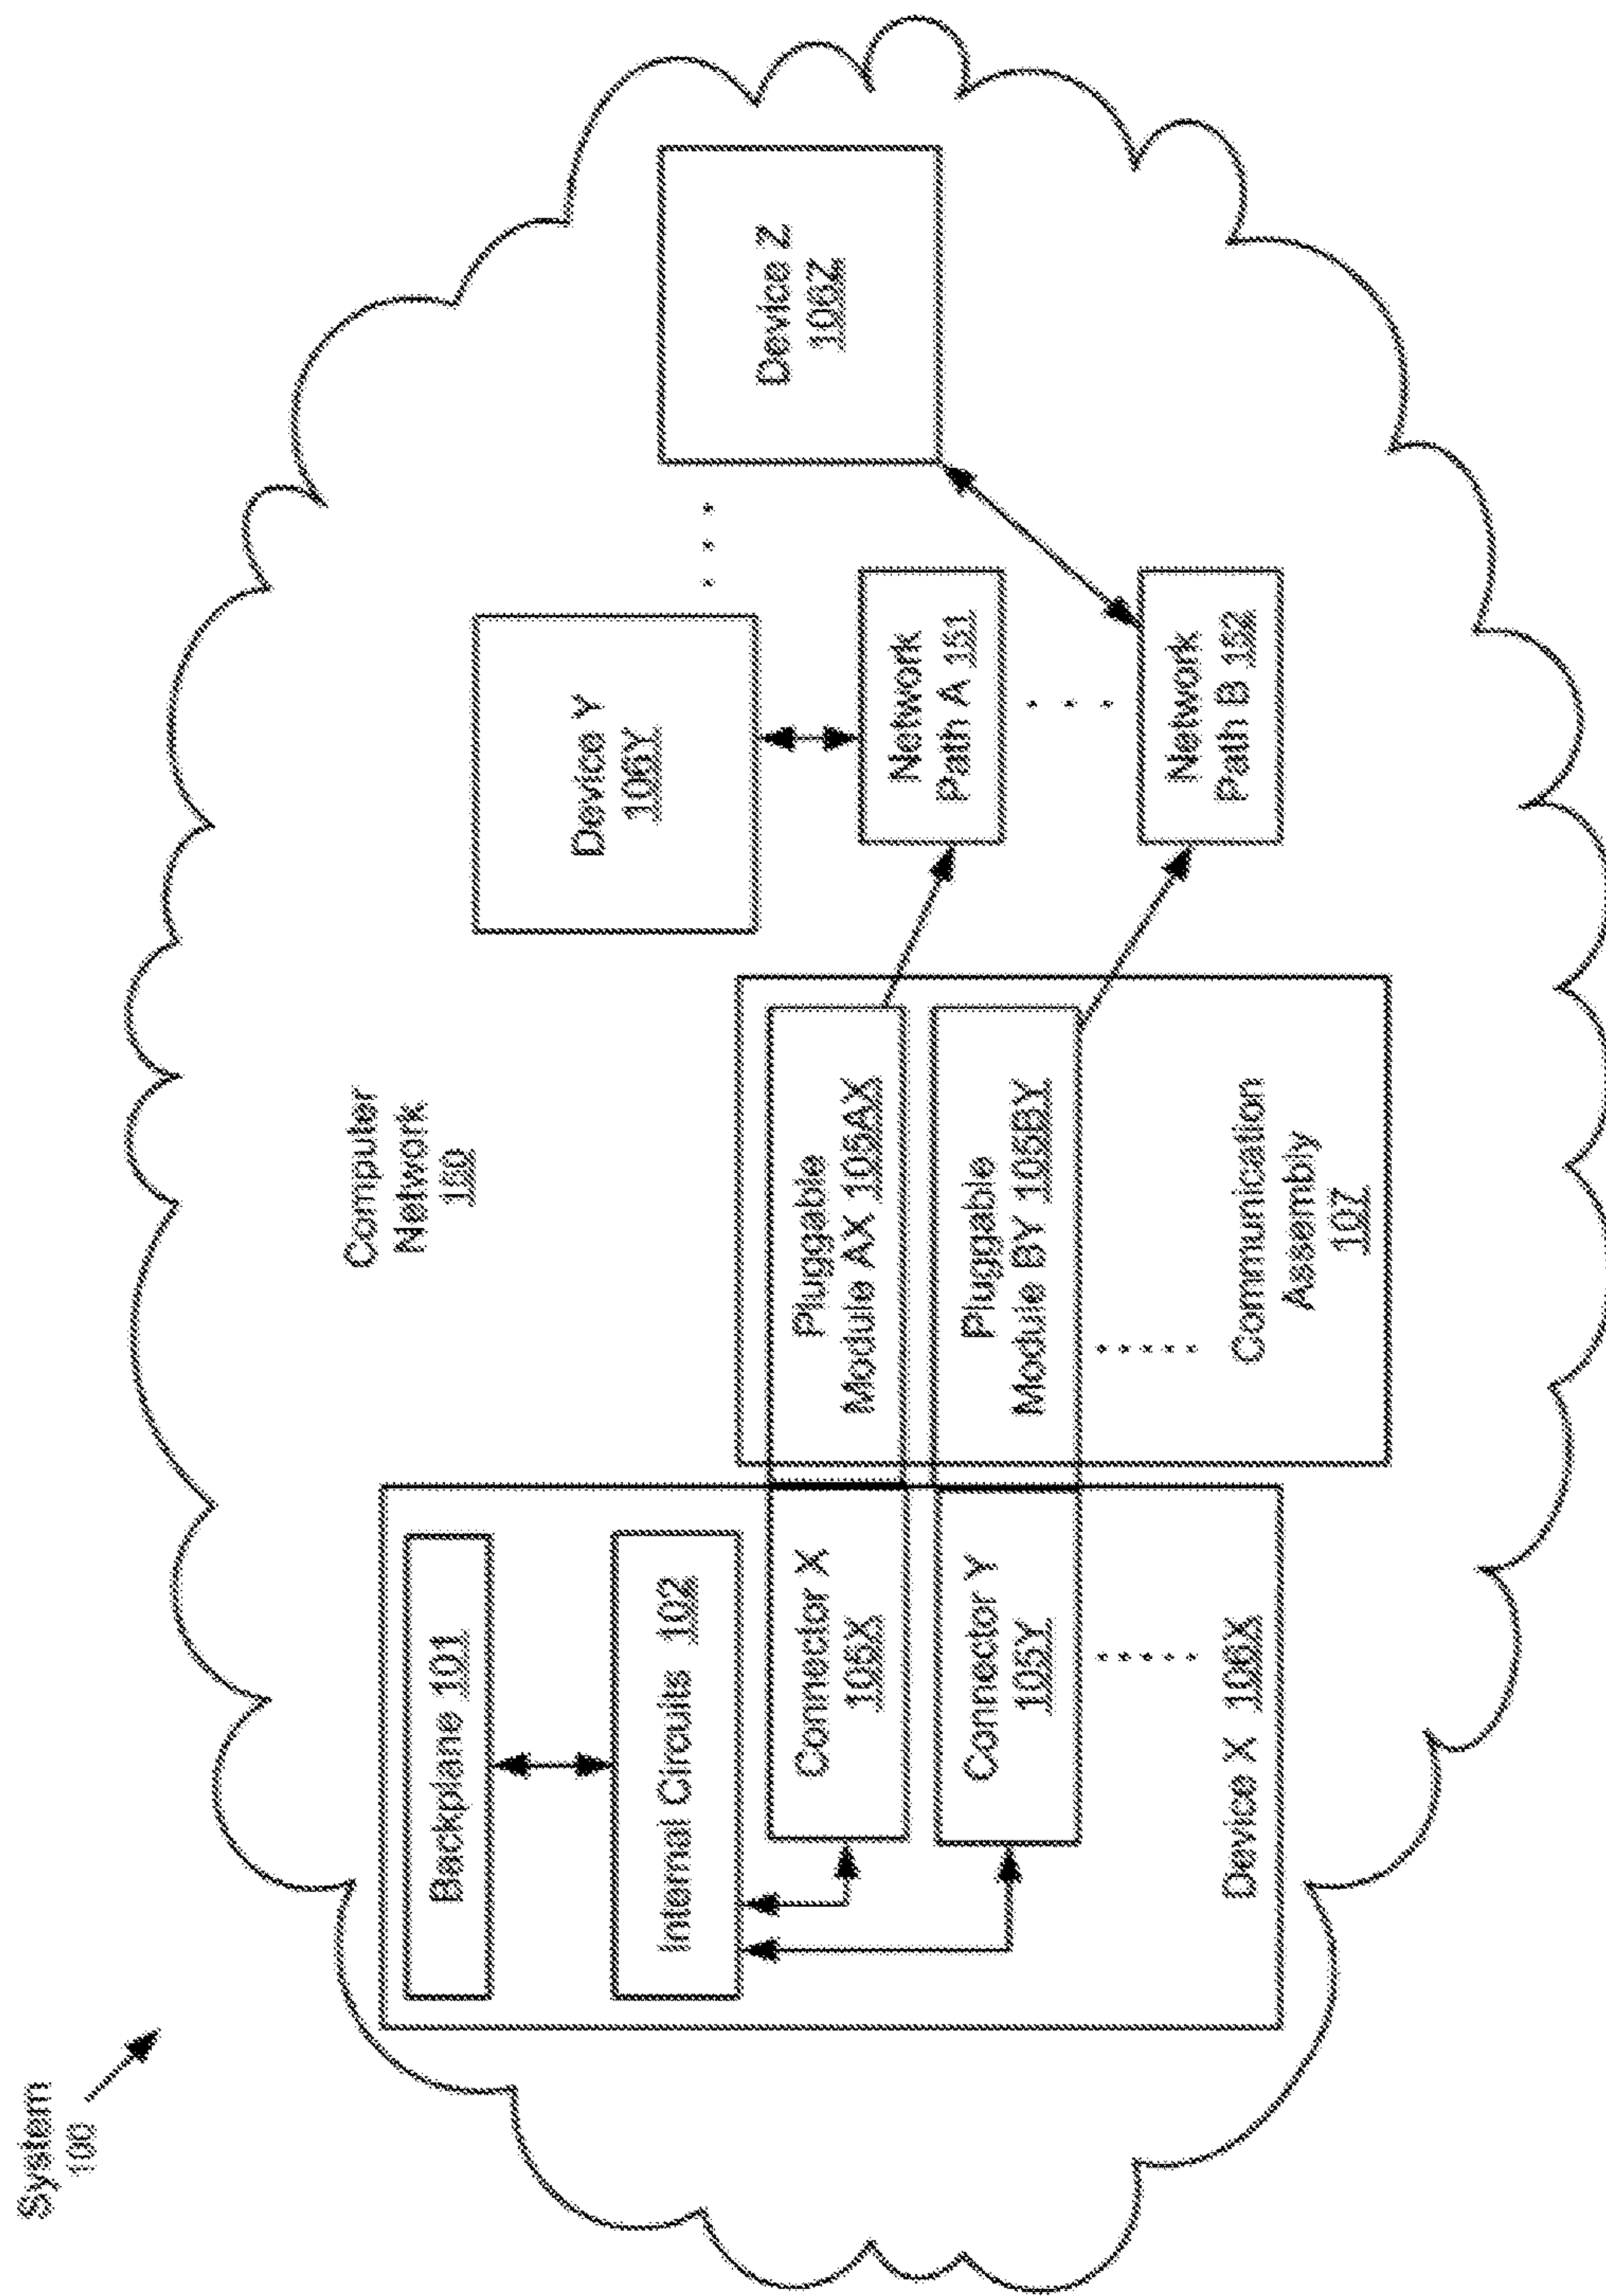 System
100
Computer
Network
150
Backplane 101
Internal Circuits 102
Connector X
105X
Connector Y
105Y
Device X 106X
Pluggable
Module AX 105AX
Pluggable
Module BY 105BY
Communication
Assembly
107
Device Y
106Y
Network
Path A 151
Network
Path B 152
Device Z
106Z